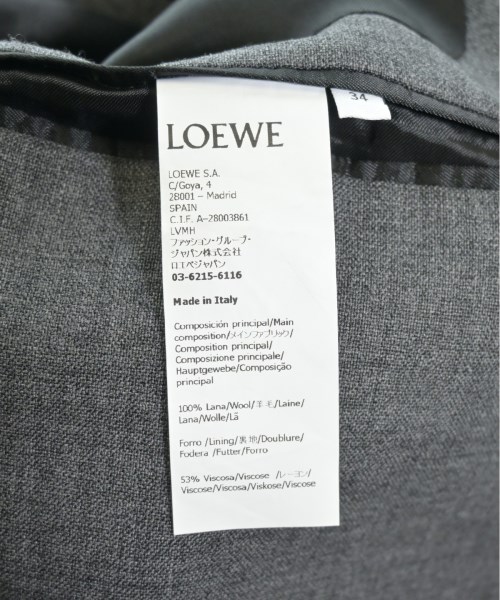 34
LOEWE
LOEWE S.A.
C/Goya, 4
28001 – Madrid
SPAIN
C.I.F. A-28003861
LVMH
ファッション・グループ・
ジャパン株式会社
ロエベジャパン
03-6215-6116
Made in Italy
Composición principal/Main
composition/メインファブリック/
Composition principal/
Composizione principale/
Hauptgewebe/Composição
principal
100% Lana/Wool/羊毛/Laine/
Lana/Wolle/Lã
Forro /Lining/裏地/Doublure/
Fodera /Futter/Forro
53% Viscosa/Viscose /レーヨン/
Viscose/Viscosa/Viskose/Viscose